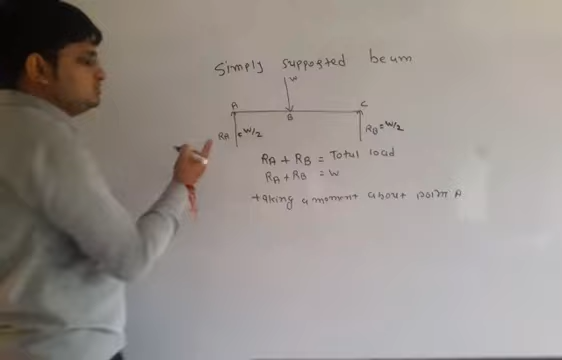 Simply supported beam
w
A
C
B
RA = W/2
RB = W/2
RA + RB = Total load
RA + RB = W
taking a moment about point A